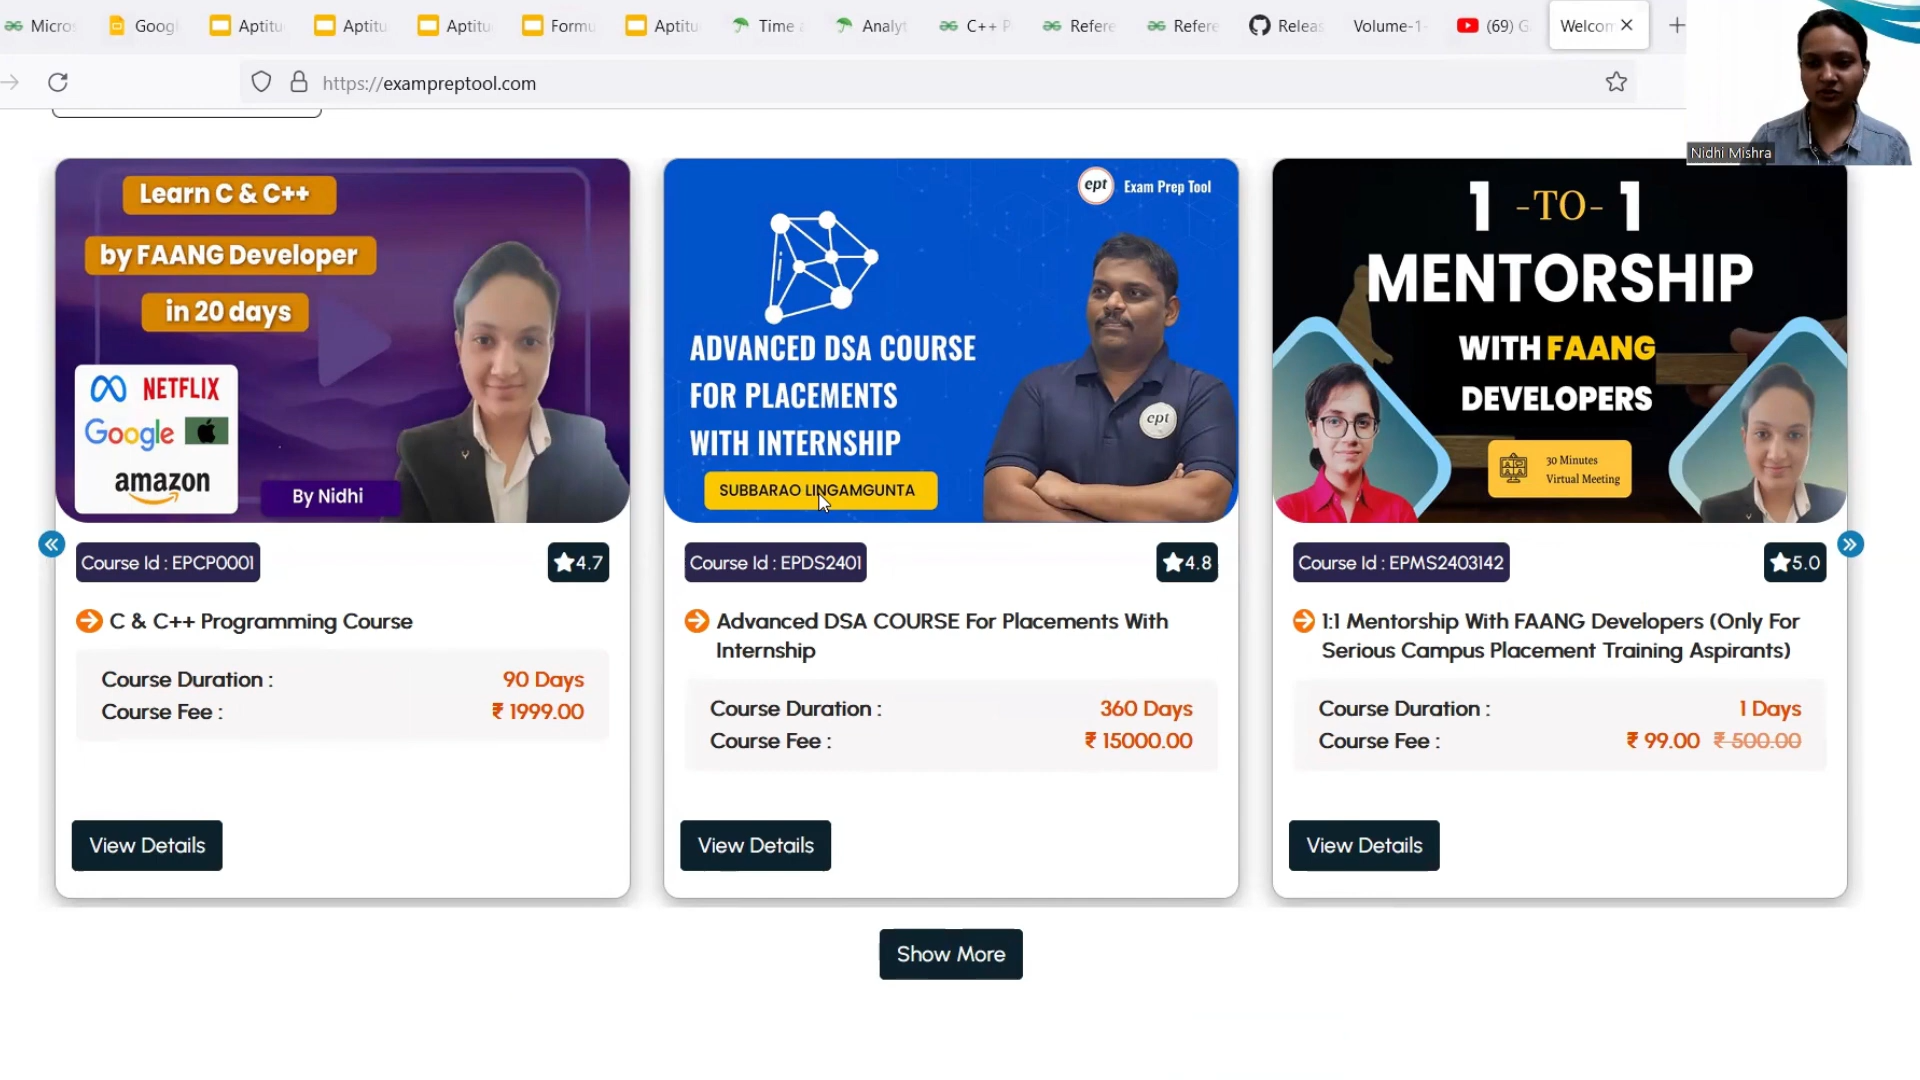 Micros
Googl
Aptitu
Aptitu
Aptitu
Formu
Aptitu
Time a
Analyt
C++ P
Refere
Refere
Releas
Volume-1-
(69) G
Welcom
https://exampreptool.com
Nidhi Mishra
Learn C & C++
by FAANG Developer
in 20 days
NETFLIX
Google
amazon
By Nidhi
Course Id : EPCP0001
4.7
C & C++ Programming Course
Course Duration :
90 Days
Course Fee :
₹ 1999.00
View Details
ept Exam Prep Tool
ADVANCED DSA COURSE
FOR PLACEMENTS
WITH INTERNSHIP
SUBBARAO LINGAMGUNTA
ept
Course Id : EPDS2401
4.8
Advanced DSA COURSE For Placements With
Internship
Course Duration :
360 Days
Course Fee :
₹ 15000.00
View Details
1 -TO- 1
MENTORSHIP
WITH FAANG
DEVELOPERS
30 Minutes
Virtual Meeting
Course Id : EPMS2403142
5.0
1:1 Mentorship With FAANG Developers (Only For
Serious Campus Placement Training Aspirants)
Course Duration :
1 Days
Course Fee :
₹ 99.00 ₹ 500.00
View Details
Show More